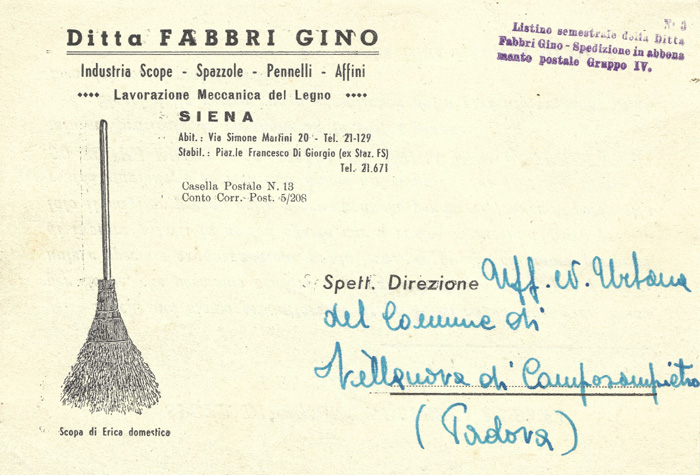 Ditta FABBRI GINO
Industria Scope - Spazzole - Pennelli - Affini
Lavorazione Meccanica del Legno
SIENA
Abit.: Via Simone Martini 20 - Tel. 21-129
Stabil.: Piaz.le Francesco Di Giorgio (ex Staz. FS)
Tel. 21.671
Casella Postale N. 13
Conto Corr. Post. 5/208
N° 3
Listino semestrale della Ditta
Fabbri Gino - Spedizione in abbona
mento postale Gruppo IV.
Spett. Direzione Uff. N. Urbana
del Comune di
Villanova di Camposampietro
(Padova)
Scopa di Erica domestica